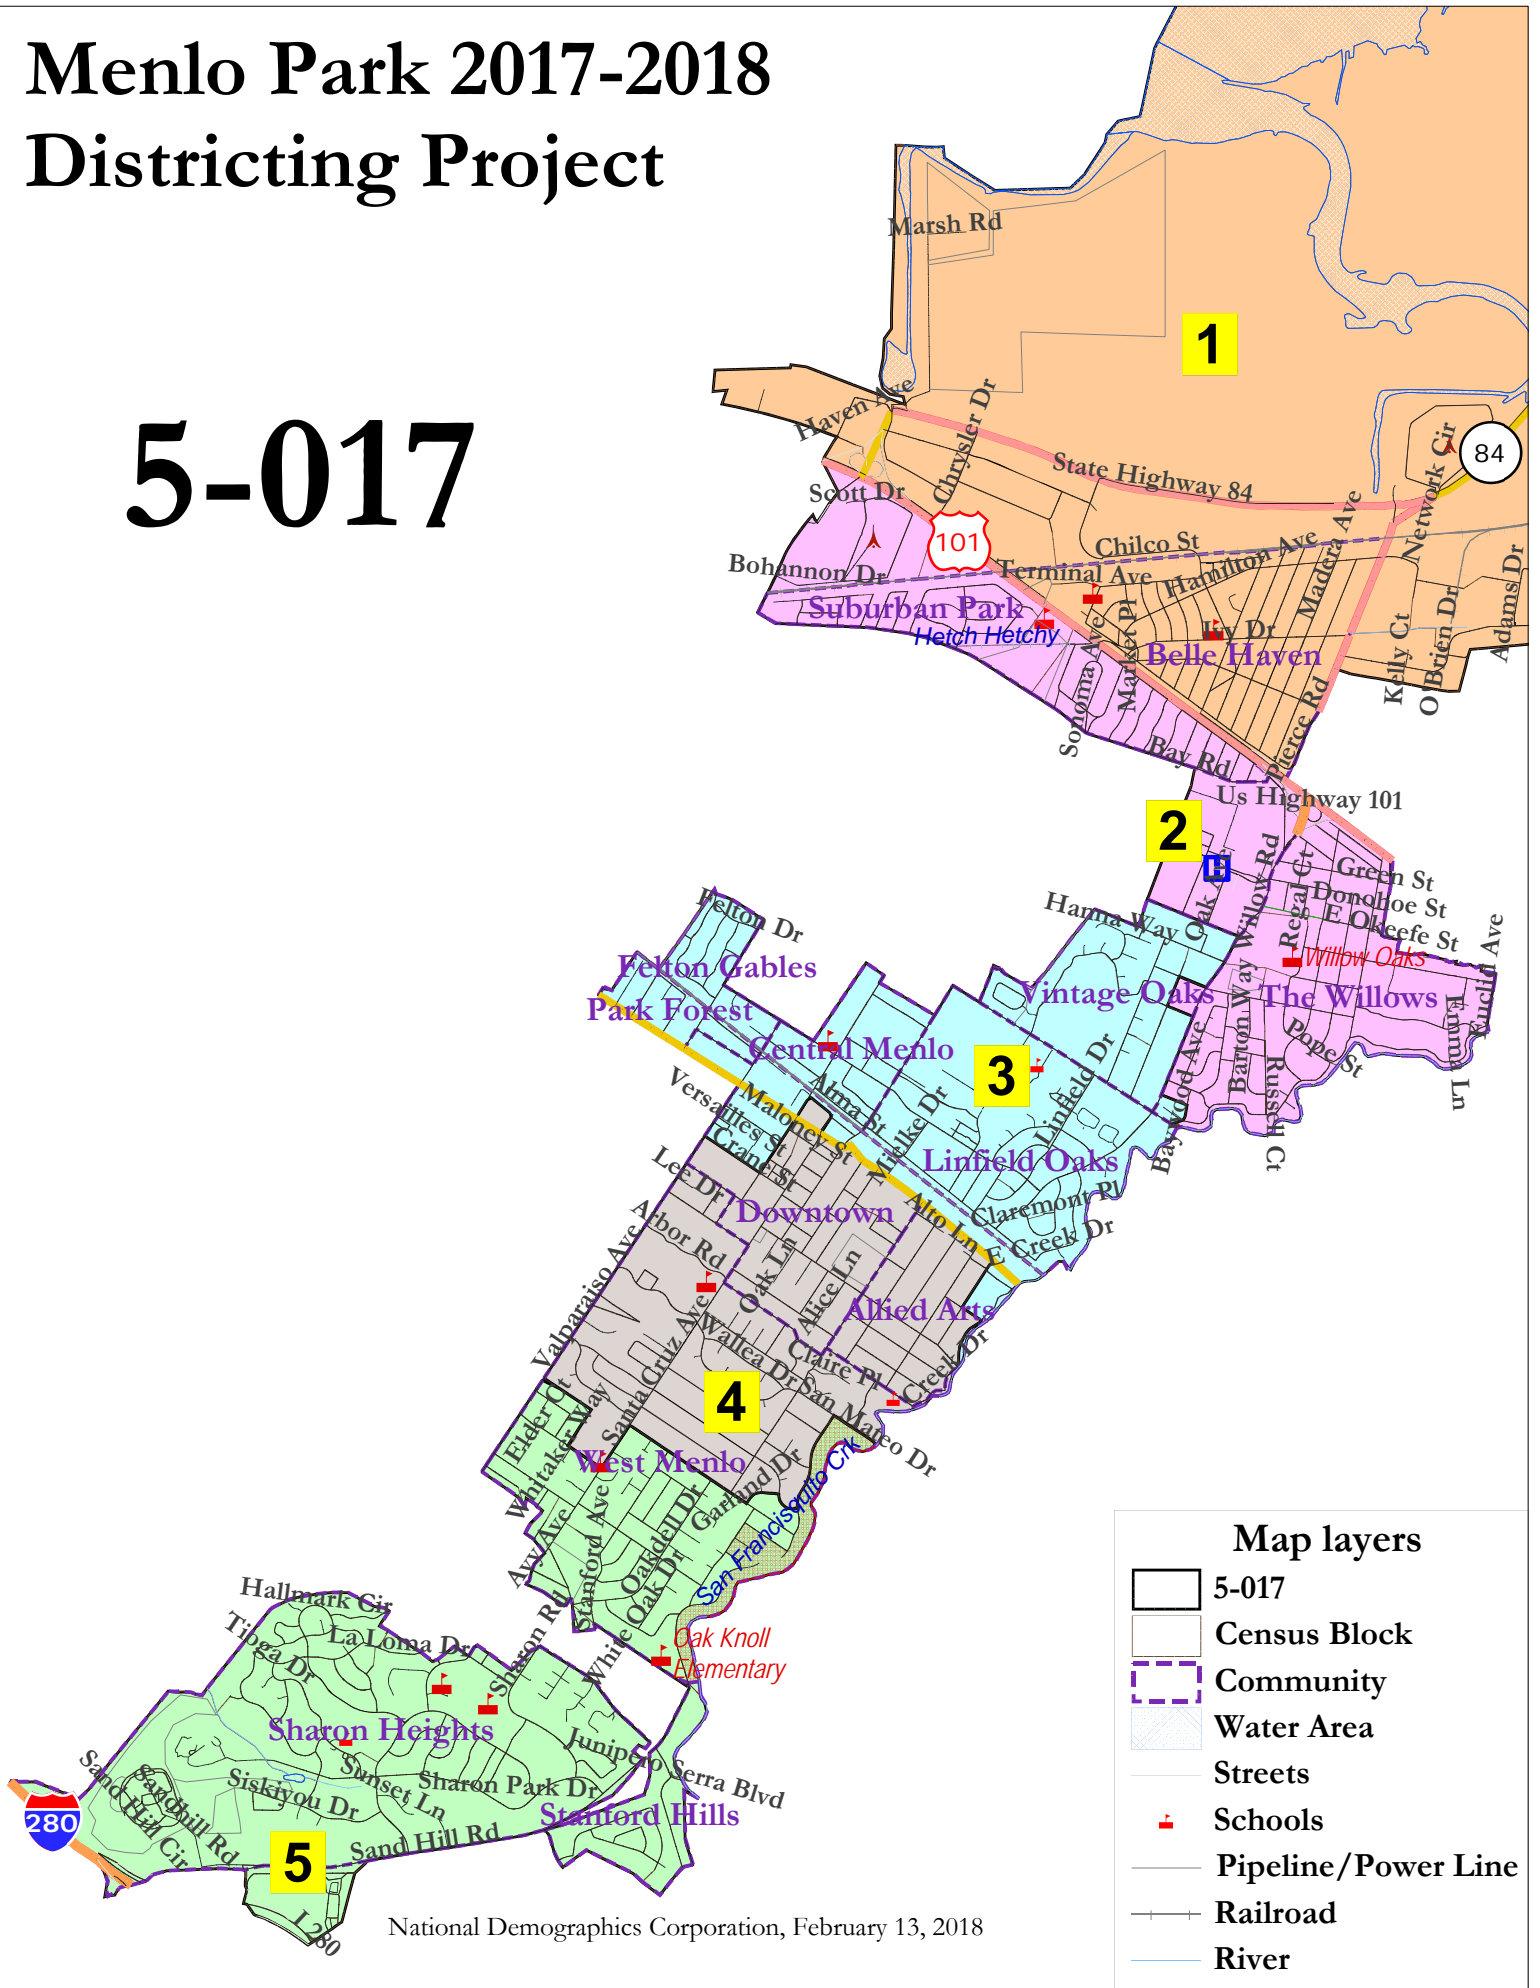 Menlo Park 2017-2018
Districting Project
5-017
Marsh Rd
1
Haven Ave
Chrysler Dr
State Highway 84
Network Cir
84
Scott Dr
101
Chilco St
Hamilton Ave
Madera Ave
Adams Dr
Bohannon Dr
Terminal Ave
Suburban Park
Hetch Hetchy
Ivy Dr
Belle Haven
Sonoma Ave
Market Pl
Kelly Ct
O'Brien Dr
Pierce Rd
Bay Rd
Us Highway 101
2
H
Oak Ave
Willow Rd
Regal Ct
Green St
Donohoe St
E Okeefe St
Willow Oaks
Euclid Ave
Hanna Way
Felton Dr
Felton Gables
Park Forest
Vintage Oaks
The Willows
Barton Way
Pope St
Emma Ln
Russell Ct
Baywood Ave
Central Menlo
3
Linfield Dr
Alma St
Mielke Dr
Versailles St
Maloney St
Crane St
Linfield Oaks
Lee Dr
Claremont Pl
Downtown
Alto Ln
E Creek Dr
Arbor Rd
Valparaiso Ave
Oak Ln
Alice Ln
Allied Arts
Santa Cruz Ave
Wallea Dr
Claire Pl
Creek Dr
San Mateo Dr
4
Elder Ct
Whitaker Way
West Menlo
Garland Dr
San Francisquito Crk
Avy Ave
Stanford Ave
Oakdell Dr
White Oak Dr
Sharon Rd
Oak Knoll
Elementary
Hallmark Cir
Tioga Dr
La Loma Dr
Sharon Heights
Junipero Serra Blvd
Sand Hill Cir
Sandhill Rd
Siskiyou Dr
Sunset Ln
Sharon Park Dr
Stanford Hills
280
Sand Hill Rd
5
I 280
National Demographics Corporation, February 13, 2018
Map layers
5-017
Census Block
Community
Water Area
Streets
Schools
Pipeline/Power Line
Railroad
River